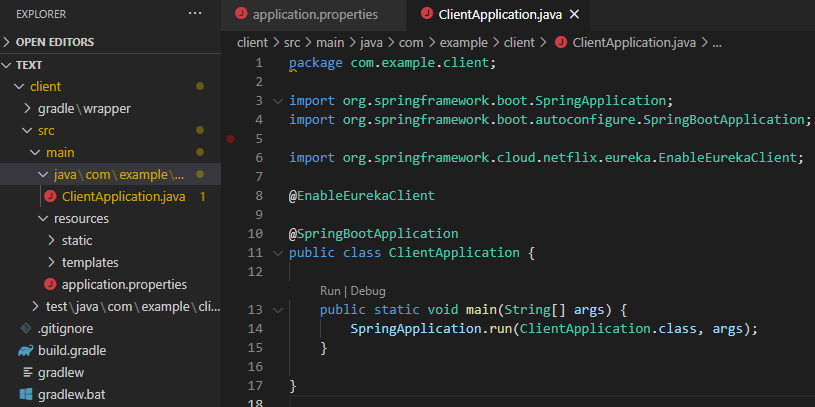 EXPLORER ...
OPEN EDITORS
TEXT
client
gradle\wrapper
src
main
java\com\example\...
ClientApplication.java 1
resources
static
templates
application.properties
test\java\com\example\cli...
.gitignore
build.gradle
gradlew
gradlew.bat
application.properties ClientApplication.java
client > src > main > java > com > example > client > ClientApplication.java > ...
1 package com.example.client;
2
3 import org.springframework.boot.SpringApplication;
4 import org.springframework.boot.autoconfigure.SpringBootApplication;
5
6 import org.springframework.cloud.netflix.eureka.EnableEurekaClient;
7
8 @EnableEurekaClient
9
10 @SpringBootApplication
11 public class ClientApplication {
12
Run | Debug
13 public static void main(String[] args) {
14 SpringApplication.run(ClientApplication.class, args);
15 }
16
17 }
18